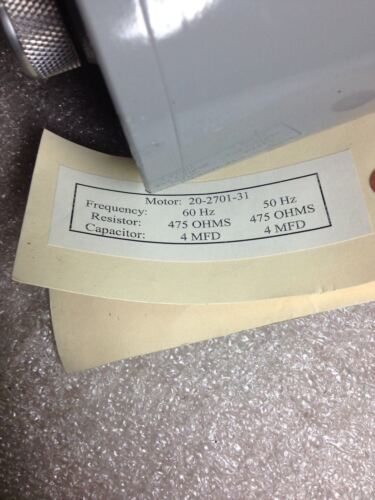 Motor: 20-2701-31
Frequency: 60 Hz 50 Hz
Resistor: 475 OHMS 475 OHMS
Capacitor: 4 MFD 4 MFD